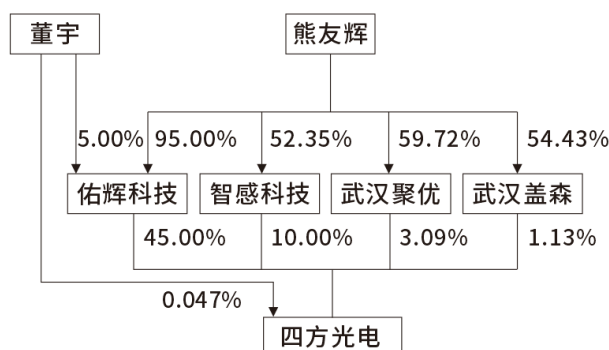 董宇
熊友辉
5.00%
95.00%
52.35%
59.72%
54.43%
佑辉科技
智感科技
武汉聚优
武汉盖森
45.00%
10.00%
3.09%
1.13%
0.047%
四方光电